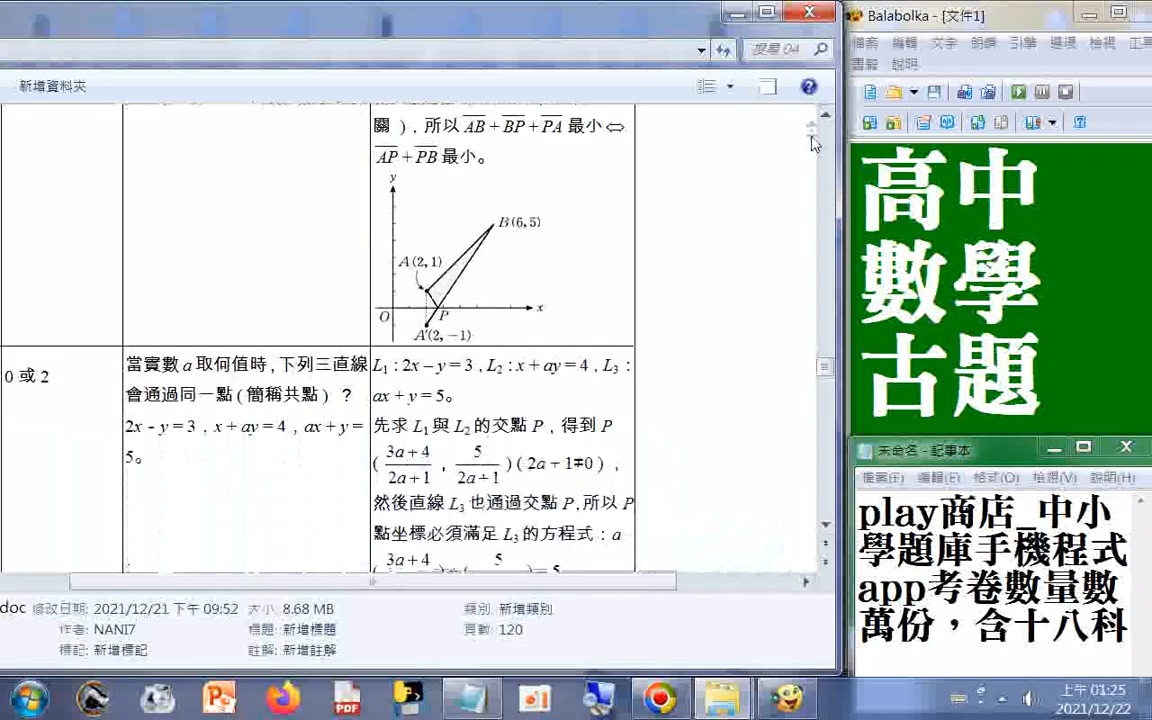 Balabolka - [文件1]
搜尋 04
檔案 編輯 文字 朗讀 引擎 選項 檢視 工具
書籤 說明
新增資料夾
關 ) , 所以 AB + BP + PA 最小⇔
AP + PB 最小。
y
B(6,5)
A(2,1)
O
P
x
A'(2,-1)
0 或 2
當實數 a 取何值時 , 下列三直線
會通過同一點 ( 簡稱共點 ) ?
2x - y = 3 , x + ay = 4 , ax + y =
5。
L₁ : 2x - y = 3 , L₂ : x + ay = 4 , L₃ :
ax + y = 5。
先求 L₁ 與 L₂ 的交點 P , 得到 P
( 3a + 4 / 2a + 1 , 5 / 2a + 1 ) ( 2a + 1 ≠ 0 ) ,
然後直線 L₃ 也通過交點 P , 所以 P
點坐標必須滿足 L₃ 的方程式 : a
3a + 4 5
= 5
doc 修改日期: 2021/12/21 下午 09:52 大小: 8.68 MB 類別: 新增類別
作者: NANI7 標題: 新增標題 頁數: 120
標記: 新增標記 註解: 新增註解
高中
數學
古題
未命名 - 記事本
檔案(F) 編輯(E) 格式(O) 檢視(V) 說明(H)
play商店_中小
學題庫手機程式
app考卷數量數
萬份，含十八科
PDF
上午 01:25
2021/12/22